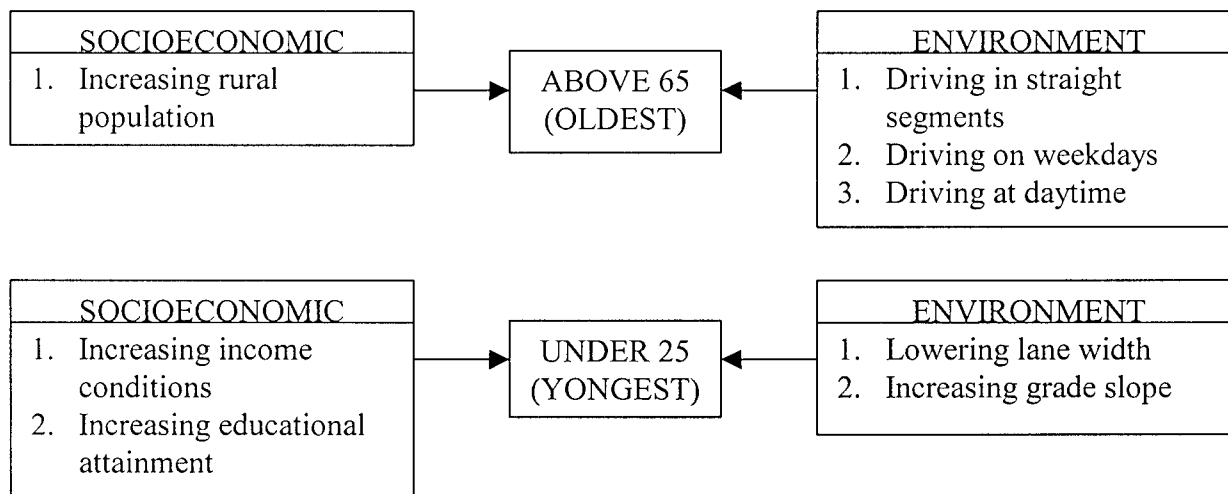 SOCIOECONOMIC
1. Increasing rural
population
ABOVE 65
(OLDEST)
ENVIRONMENT
1. Driving in straight
segments
2. Driving on weekdays
3. Driving at daytime
SOCIOECONOMIC
1. Increasing income
conditions
2. Increasing educational
attainment
UNDER 25
(YONGEST)
ENVIRONMENT
1. Lowering lane width
2. Increasing grade slope